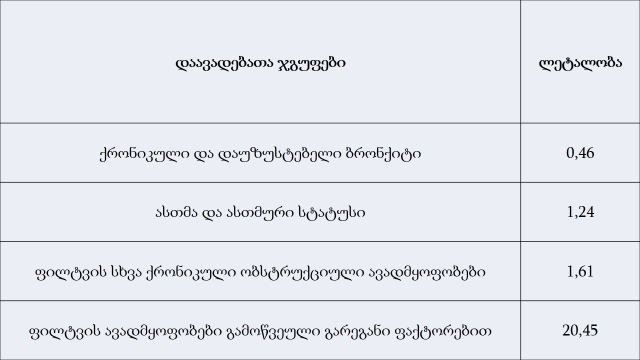 დაავადებათა ჯგუფები ლეტალობა
ქრონიკული და დაუზუსტებელი ბრონქიტი 0,46
ასთმა და ასთმური სტატუსი 1,24
ფილტვის სხვა ქრონიკული ობსტრუქციული ავადმყოფობები 1,61
ფილტვის ავადმყოფობები გამოწვეული გარეგანი ფაქტორებით 20,45